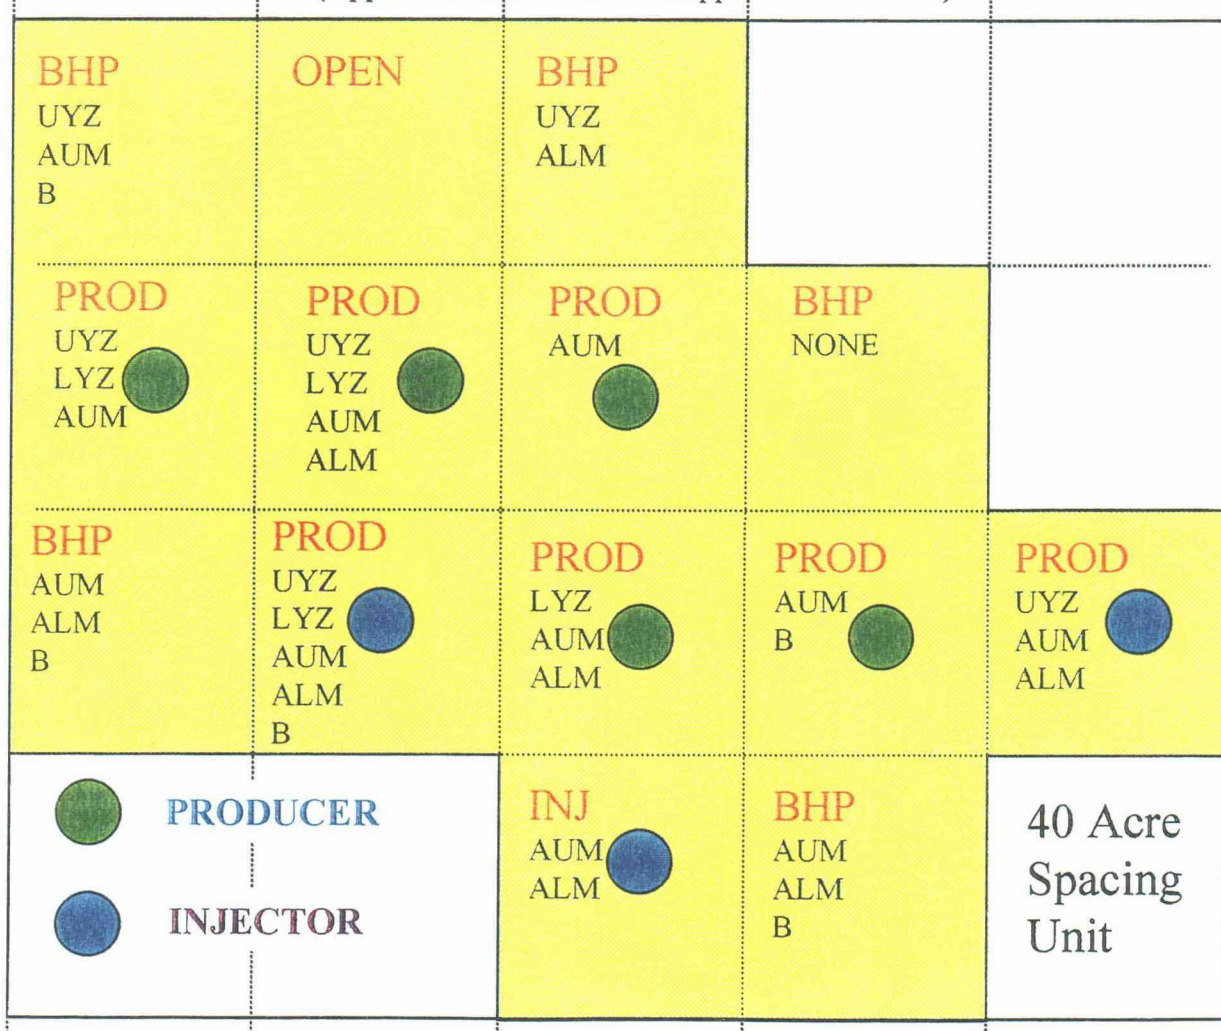 BHP
UYZ
AUM
B
OPEN
BHP
UYZ
ALM
PROD
UYZ
LYZ
AUM
PROD
UYZ
LYZ
AUM
ALM
PROD
AUM
BHP
NONE
BHP
AUM
ALM
B
PROD
UYZ
LYZ
AUM
ALM
B
PROD
LYZ
AUM
ALM
PROD
AUM
B
PROD
UYZ
AUM
ALM
PRODUCER
INJECTOR
INJ
AUM
ALM
BHP
AUM
ALM
B
40 Acre
Spacing
Unit